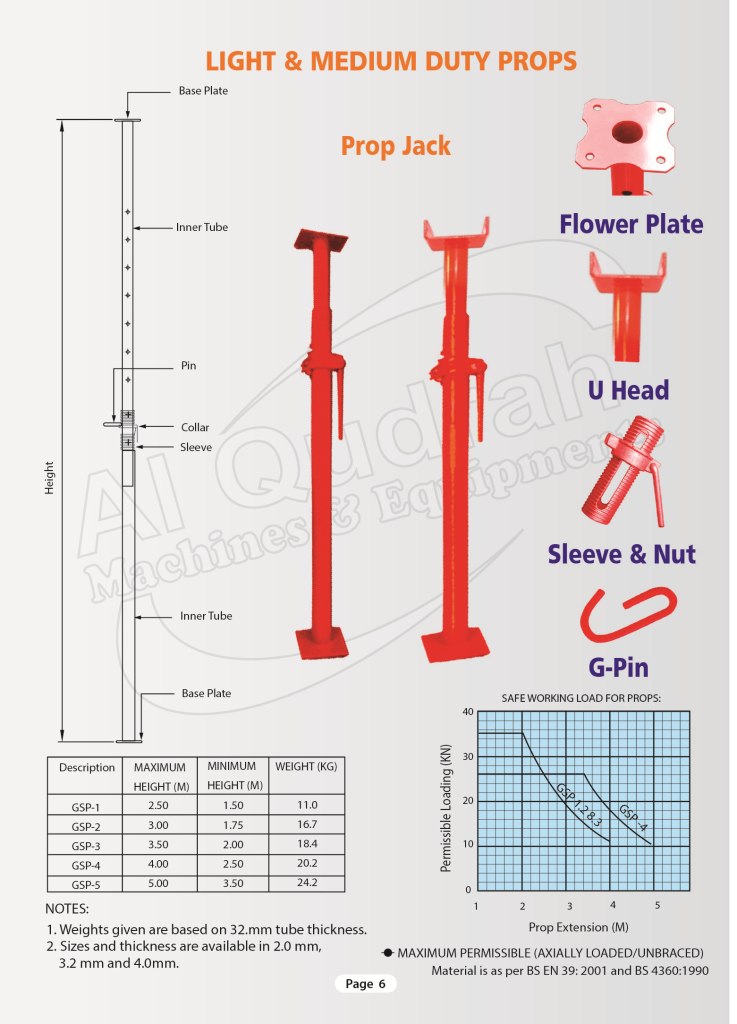 LIGHT & MEDIUM DUTY PROPS
Base Plate
Prop Jack
Inner Tube
Flower Plate
Pin
U Head
Collar
Sleeve
Height
Al Qudrah
Machines & Equipments
Sleeve & Nut
Inner Tube
G-Pin
Base Plate
SAFE WORKING LOAD FOR PROPS:
40
30
20
10
0
Permissible Loading (KN)
GSP-1.2 8.3
GSP -4
1 2 3 4 5
Prop Extension (M)
Description MAXIMUM HEIGHT (M) MINIMUM HEIGHT (M) WEIGHT (KG)
GSP-1 2.50 1.50 11.0
GSP-2 3.00 1.75 16.7
GSP-3 3.50 2.00 18.4
GSP-4 4.00 2.50 20.2
GSP-5 5.00 3.50 24.2
NOTES:
1. Weights given are based on 32.mm tube thickness.
2. Sizes and thickness are available in 2.0 mm,
3.2 mm and 4.0mm.
MAXIMUM PERMISSIBLE (AXIALLY LOADED/UNBRACED)
Material is as per BS EN 39: 2001 and BS 4360:1990
Page 6